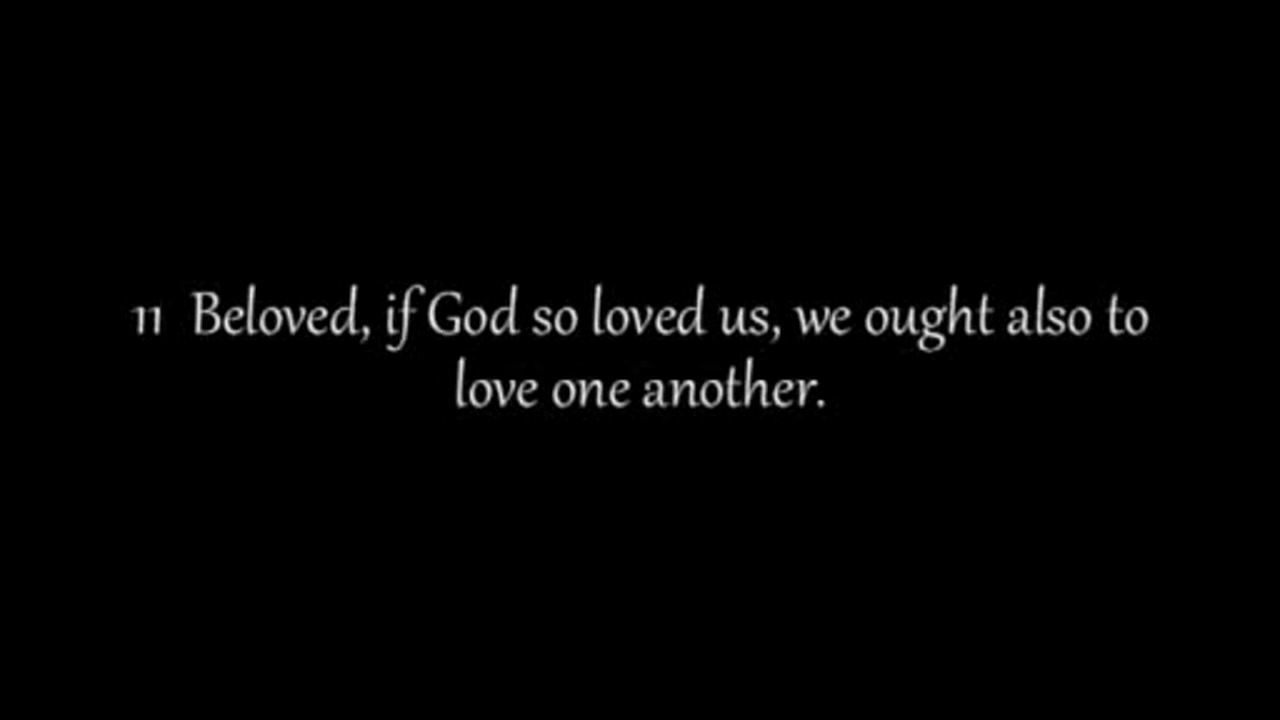 11 Beloved, if God so loved us, we ought also to
love one another.